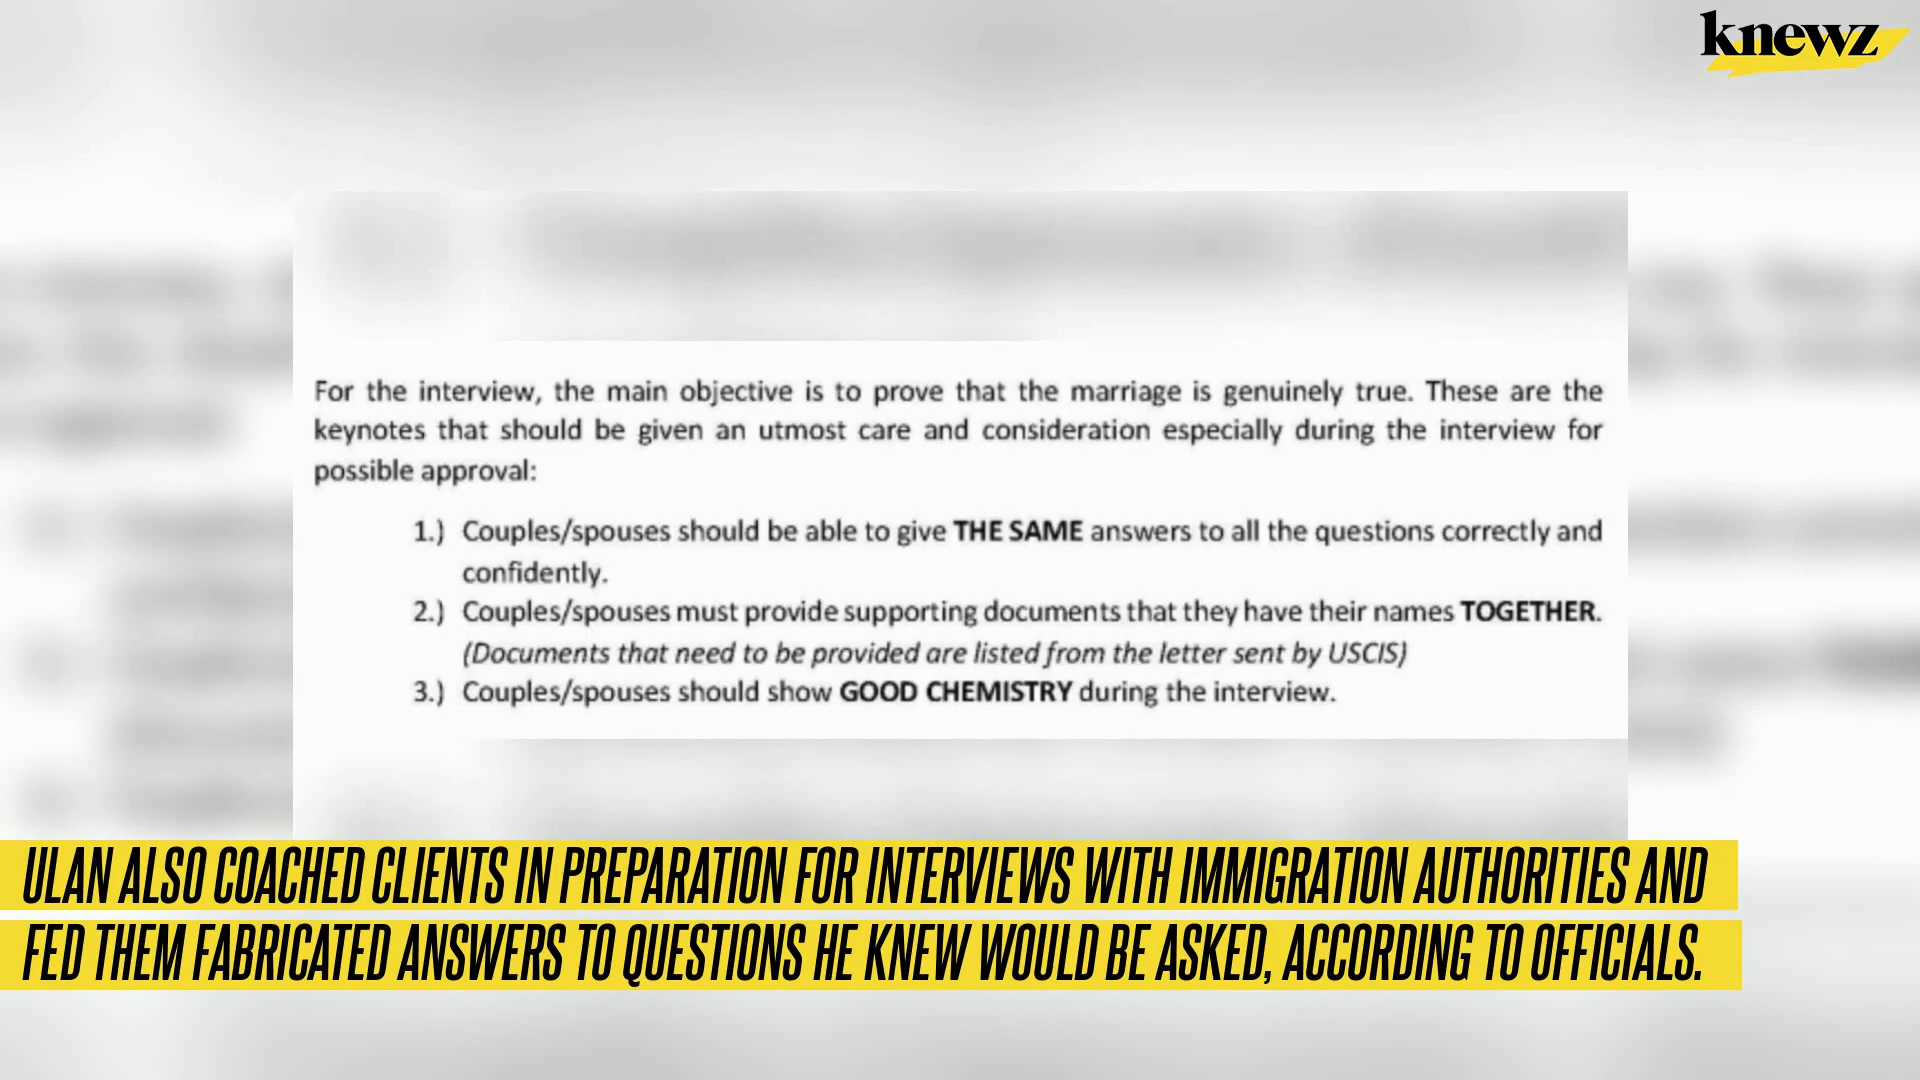 knewz
For the interview, the main objective is to prove that the marriage is genuinely true. These are the
keynotes that should be given an utmost care and consideration especially during the interview for
possible approval:
1.) Couples/spouses should be able to give THE SAME answers to all the questions correctly and
confidently.
2.) Couples/spouses must provide supporting documents that they have their names TOGETHER.
(Documents that need to be provided are listed from the letter sent by USCIS)
3.) Couples/spouses should show GOOD CHEMISTRY during the interview.
ULAN ALSO COACHED CLIENTS IN PREPARATION FOR INTERVIEWS WITH IMMIGRATION AUTHORITIES AND
FED THEM FABRICATED ANSWERS TO QUESTIONS HE KNEW WOULD BE ASKED, ACCORDING TO OFFICIALS.